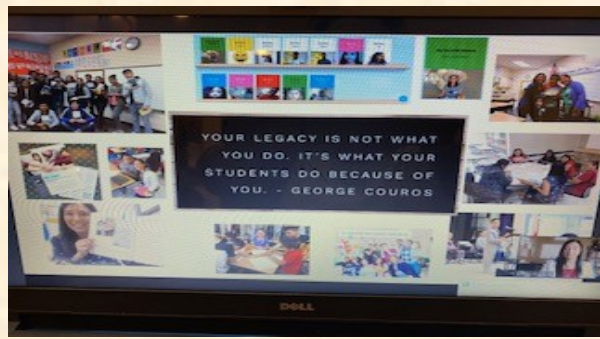 YOUR LEGACY IS NOT WHAT
YOU DO. IT'S WHAT YOUR
STUDENTS DO BECAUSE OF
YOU. - GEORGE COUROS
DELL